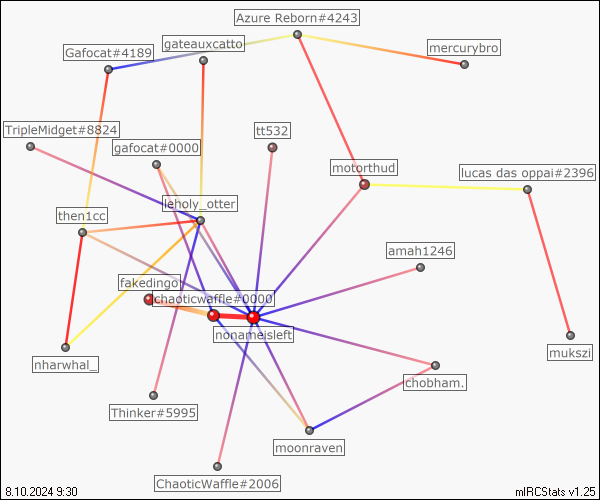 Azure Reborn#4243
gateauxcatto
Gafocat#4189
mercurybro
TripleMidget#8824
tt532
gafocat#0000
motorthud
lucas das oppai#2396
leholy_otter
then1cc
amah1246
fakedingo
chaoticwaffle#0000
nonameisleft
nharwhal_
mukszi
chobham.
Thinker#5995
moonraven
ChaoticWaffle#2006
8.10.2024 9:30
mIRCStats v1.25